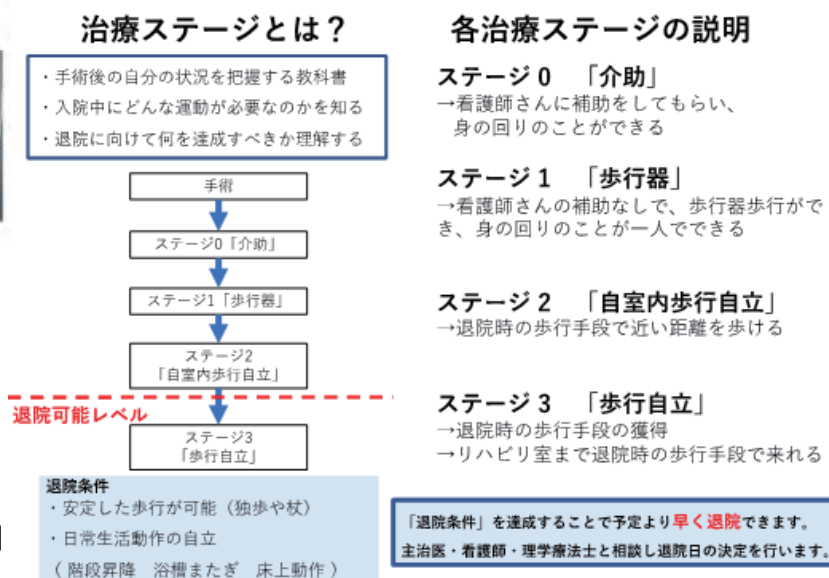 治療ステージとは？
・手術後の自分の状況を把握する教科書
・入院中にどんな運動が必要なのかを知る
・退院に向けて何を達成すべきか理解する
手術
ステージ0「介助」
ステージ1「歩行器」
ステージ2
「自室内歩行自立」
退院可能レベル
ステージ3
「歩行自立」
退院条件
・安定した歩行が可能（独歩や杖）
・日常生活動作の自立
（階段昇降　浴槽またぎ　床上動作）
各治療ステージの説明
ステージ 0　「介助」
→看護師さんに補助をしてもらい、
身の回りのことができる
ステージ 1　「歩行器」
→看護師さんの補助なしで、歩行器歩行がで
き、身の回りのことが一人でできる
ステージ 2　「自室内歩行自立」
→退院時の歩行手段で近い距離を歩ける
ステージ 3　「歩行自立」
→退院時の歩行手段の獲得
→リハビリ室まで退院時の歩行手段で来れる
「退院条件」を達成することで予定より早く退院できます。
主治医・看護師・理学療法士と相談し退院日の決定を行います。